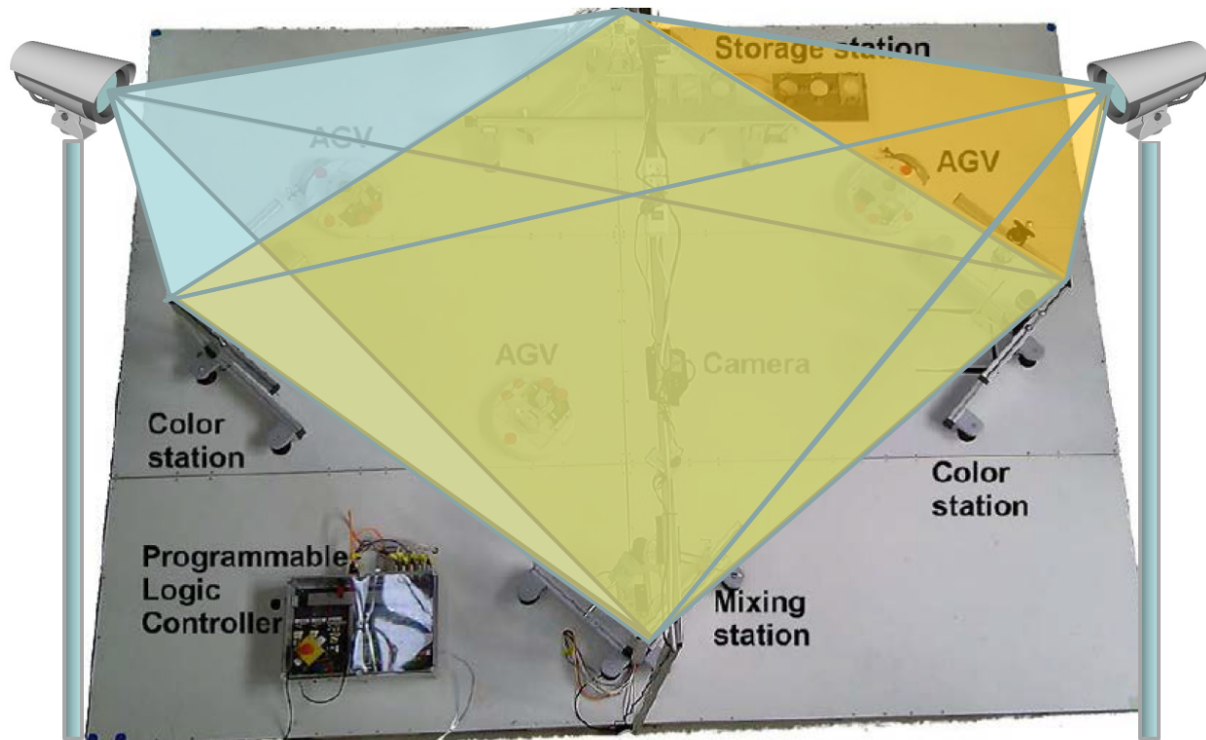 Storage station
AGV
AGV
AGV
Camera
Color
station
Color
station
Programmable
Logic
Controller
Mixing
station